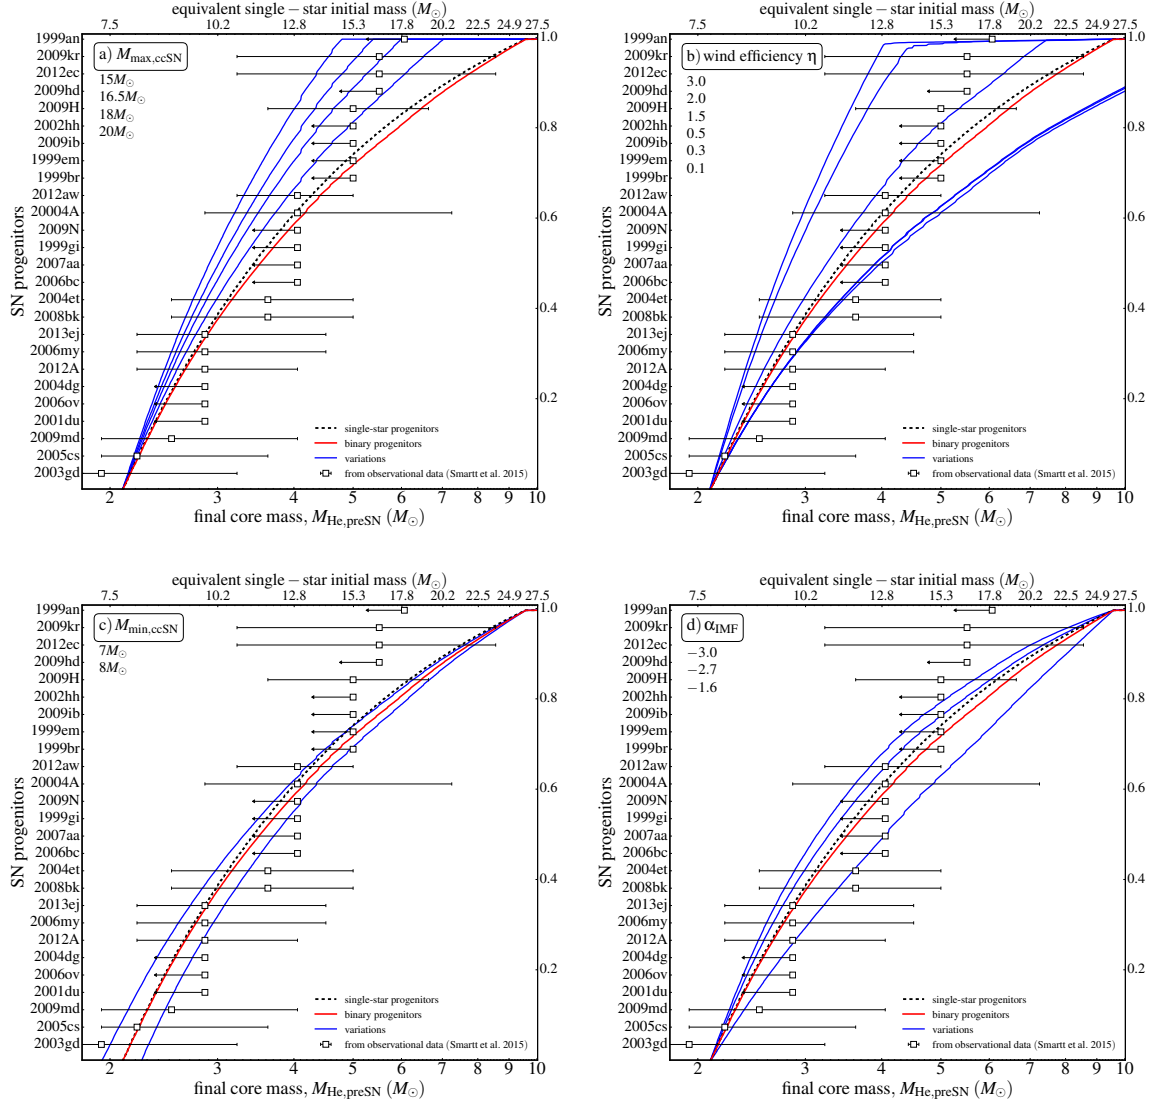 equivalent single − star initial mass (M⊙)
7.5 10.2 12.8 15.3 17.8 20.2 22.5 24.9 27.5
a) Mmax,ccSN
15M⊙
16.5M⊙
18M⊙
20M⊙
SN progenitors
1999an
2009kr
2012ec
2009hd
2009H
2002hh
2009ib
1999em
1999br
2012aw
20004A
2009N
1999gi
2007aa
2006bc
2004et
2008bk
2013ej
2006my
2012A
2004dg
2006ov
2001du
2009md
2005cs
2003gd
1.0
0.8
0.6
0.4
0.2
single-star progenitors
binary progenitors
variations
from observational data (Smartt et al. 2015)
2 3 4 5 6 7 8 9 10
final core mass, MHe,preSN (M⊙)
equivalent single − star initial mass (M⊙)
7.5 10.2 12.8 15.3 17.8 20.2 22.5 24.9 27.5
b) wind efficiency η
3.0
2.0
1.5
0.5
0.3
0.1
SN progenitors
1999an
2009kr
2012ec
2009hd
2009H
2002hh
2009ib
1999em
1999br
2012aw
20004A
2009N
1999gi
2007aa
2006bc
2004et
2008bk
2013ej
2006my
2012A
2004dg
2006ov
2001du
2009md
2005cs
2003gd
1.0
0.8
0.6
0.4
0.2
single-star progenitors
binary progenitors
variations
from observational data (Smartt et al. 2015)
2 3 4 5 6 7 8 9 10
final core mass, MHe,preSN (M⊙)
equivalent single − star initial mass (M⊙)
7.5 10.2 12.8 15.3 17.8 20.2 22.5 24.9 27.5
c) Mmin,ccSN
7M⊙
8M⊙
SN progenitors
1999an
2009kr
2012ec
2009hd
2009H
2002hh
2009ib
1999em
1999br
2012aw
20004A
2009N
1999gi
2007aa
2006bc
2004et
2008bk
2013ej
2006my
2012A
2004dg
2006ov
2001du
2009md
2005cs
2003gd
1.0
0.8
0.6
0.4
0.2
single-star progenitors
binary progenitors
variations
from observational data (Smartt et al. 2015)
2 3 4 5 6 7 8 9 10
final core mass, MHe,preSN (M⊙)
equivalent single − star initial mass (M⊙)
7.5 10.2 12.8 15.3 17.8 20.2 22.5 24.9 27.5
d) αIMF
−3.0
−2.7
−1.6
SN progenitors
1999an
2009kr
2012ec
2009hd
2009H
2002hh
2009ib
1999em
1999br
2012aw
20004A
2009N
1999gi
2007aa
2006bc
2004et
2008bk
2013ej
2006my
2012A
2004dg
2006ov
2001du
2009md
2005cs
2003gd
1.0
0.8
0.6
0.4
0.2
single-star progenitors
binary progenitors
variations
from observational data (Smartt et al. 2015)
2 3 4 5 6 7 8 9 10
final core mass, MHe,preSN (M⊙)